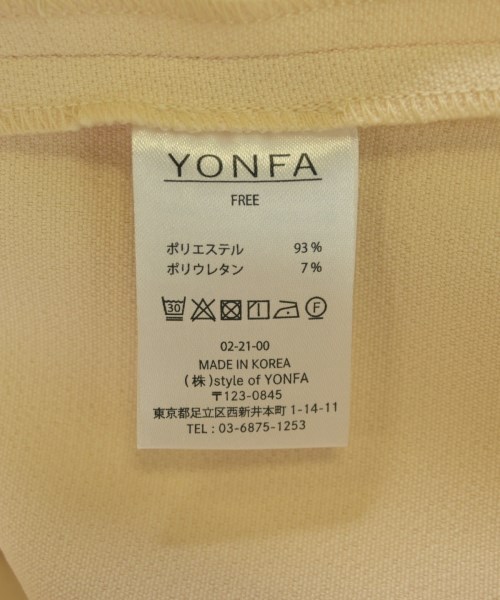 YONFA
FREE
ポリエステル 93%
ポリウレタン 7%
30 F
02-21-00
MADE IN KOREA
(株)style of YONFA
〒123-0845
東京都足立区西新井本町 1-14-11
TEL : 03-6875-1253